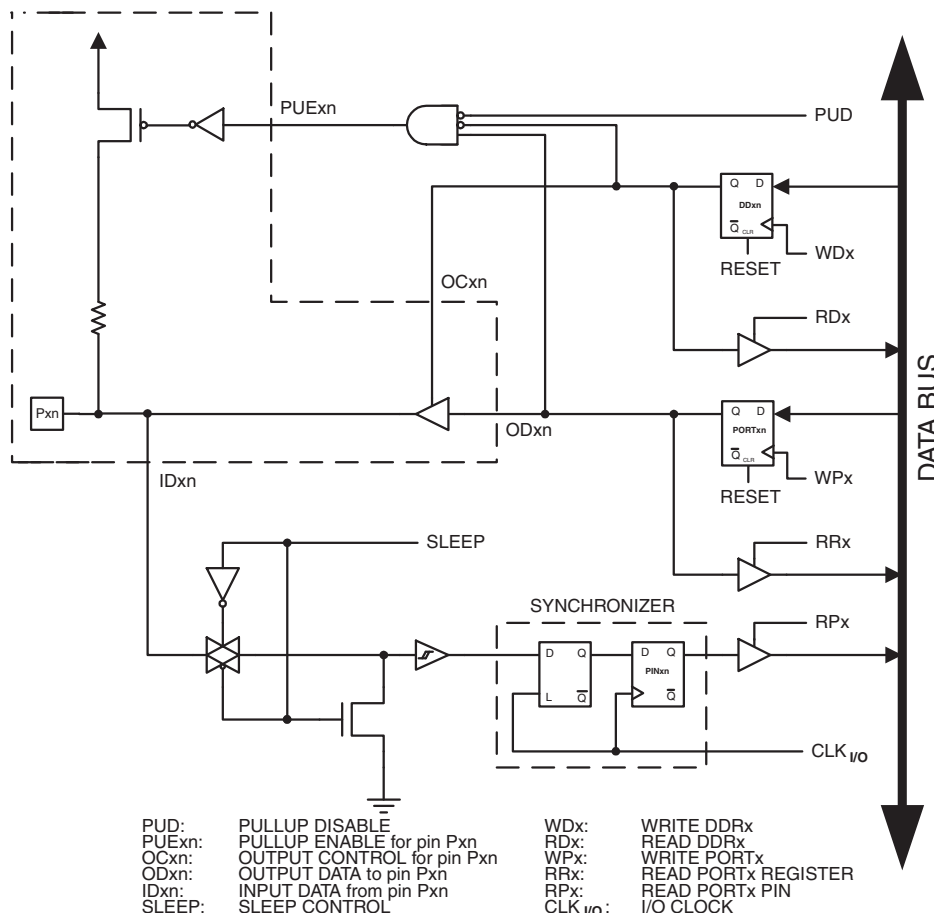 PUExn
PUD
Q D
DDxn
Q CLR
WDx
RESET
OCxn
RDx
DATA BUS
Pxn
ODxn
Q D
PORTxn
Q CLR
WPx
RESET
IDxn
SLEEP
RRx
SYNCHRONIZER
RPx
D Q
L Q
D Q
PINxn
Q
CLK I/O
PUD: PULLUP DISABLE
PUExn: PULLUP ENABLE for pin Pxn
OCxn: OUTPUT CONTROL for pin Pxn
ODxn: OUTPUT DATA to pin Pxn
IDxn: INPUT DATA from pin Pxn
SLEEP: SLEEP CONTROL
WDx: WRITE DDRx
RDx: READ DDRx
WPx: WRITE PORTx
RRx: READ PORTx REGISTER
RPx: READ PORTx PIN
CLK I/O: I/O CLOCK